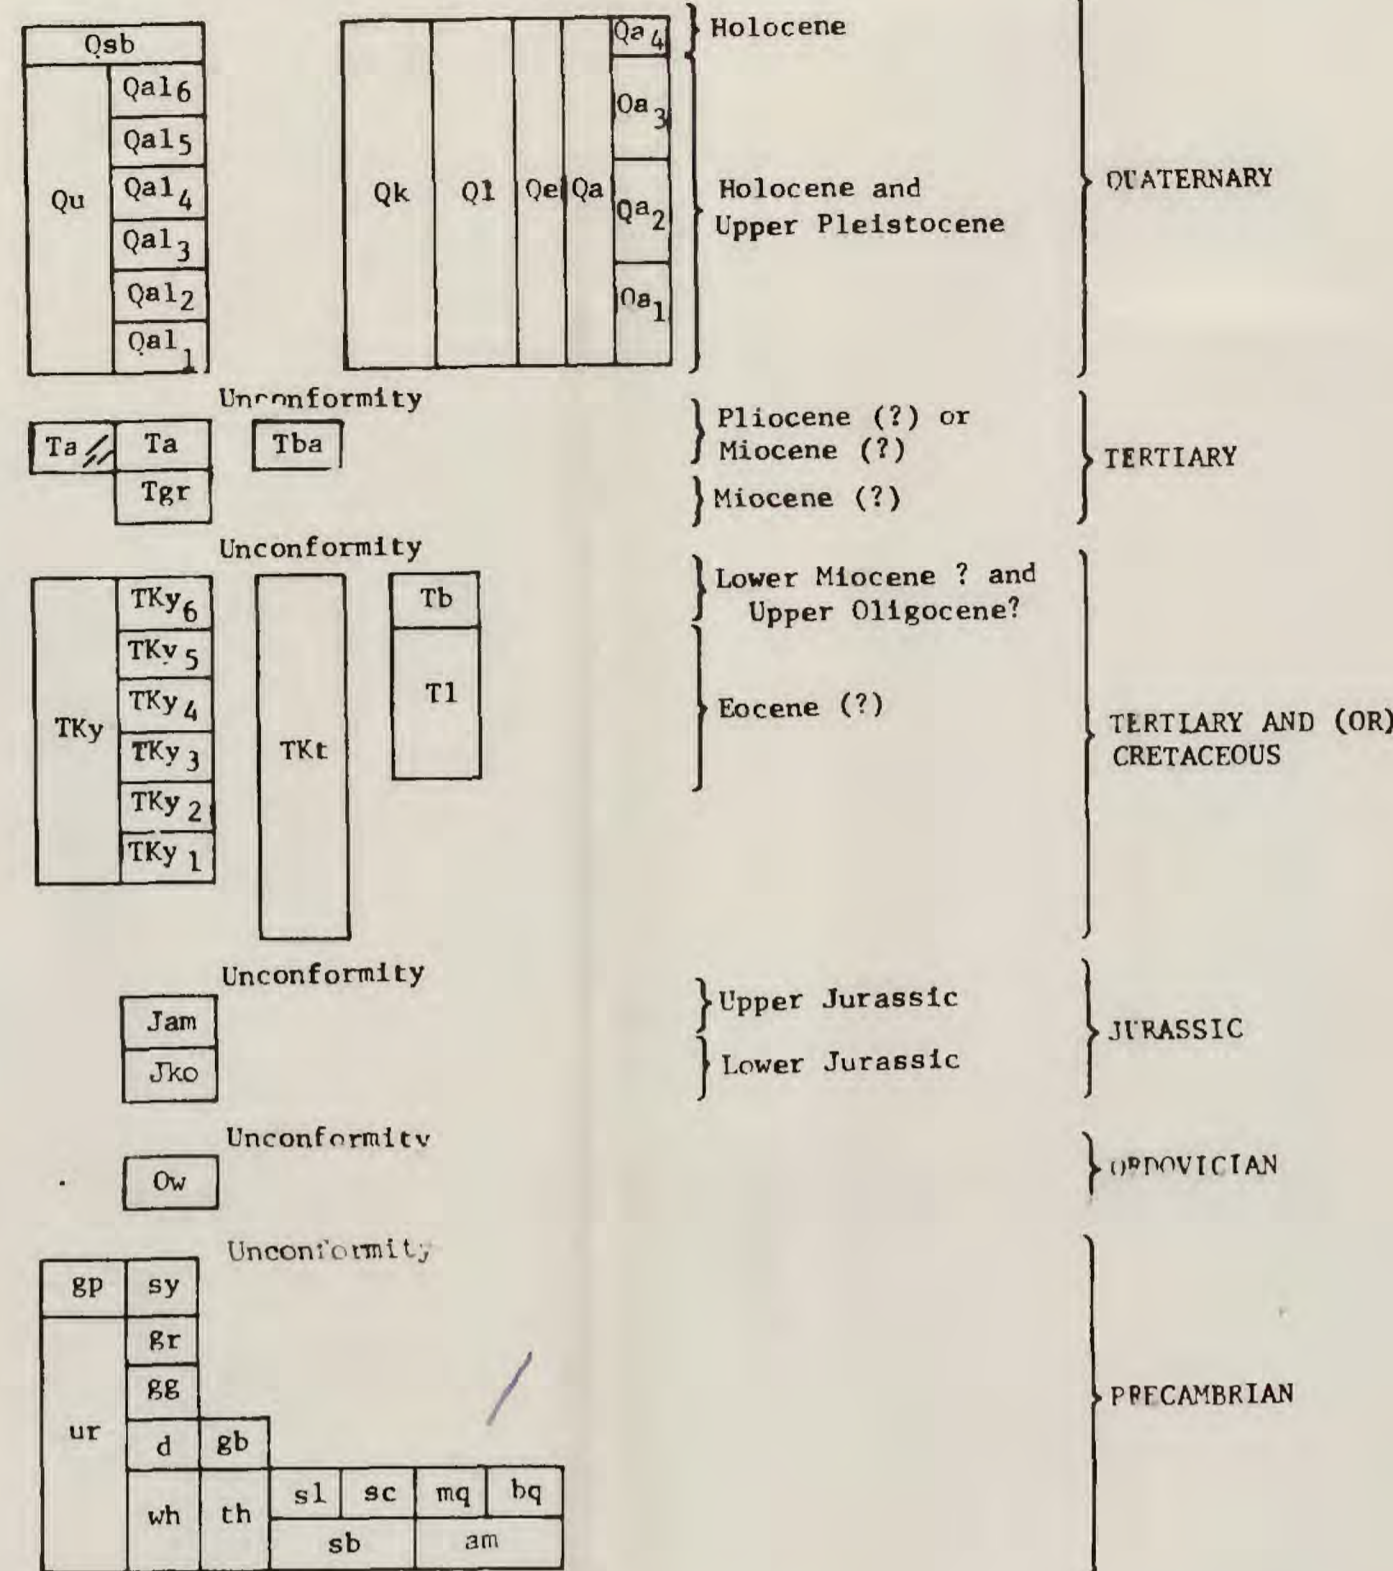 Qsb
Qal6
Qal5
Qu Qal4
Qal3
Qal2
Qal1
Qk Ql Qe Qa
Qa4
Qa3
Qa2
Qa1
Holocene
Holocene and
Upper Pleistocene
QUATERNARY
Unconformity
Ta Ta Tba
Tgr
Pliocene (?) or
Miocene (?)
Miocene (?)
TERTIARY
Unconformity
TKy
TKy6
TKy5
TKy4
TKy3
TKy2
TKy1
TKt
Tb
Tl
Lower Miocene ? and
Upper Oligocene?
Eocene (?)
TERTIARY AND (OR)
CRETACEOUS
Unconformity
Jam
Jko
Upper Jurassic
Lower Jurassic
JURASSIC
Unconformity
Ow
ORDOVICIAN
Unconformity
gp sy
gr
gg
ur d gb
wh th
sl sc mq bq
sb am
PRECAMBRIAN